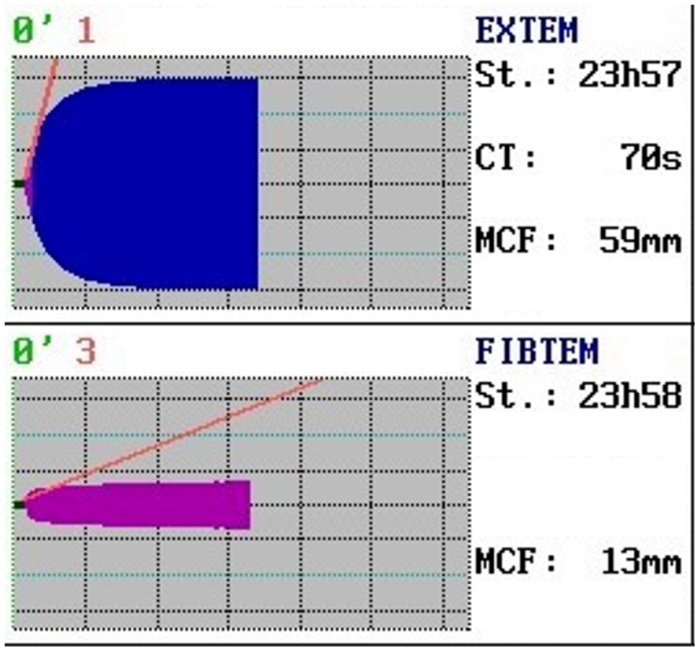 0' 1
EXTEM
St.: 23h57
CT: 70s
MCF: 59mm
0' 3
FIBTEM
St.: 23h58
MCF: 13mm